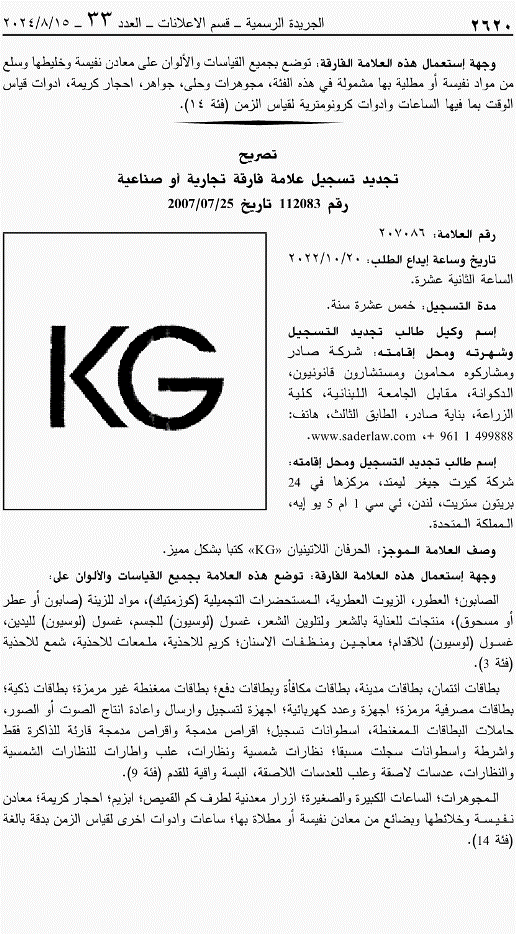 ٢٦٢٠ الجريدة الرسمية ــ قسم الاعلانات ــ العدد ٣٣ ــ ٢٠٢٤/٨/١٥
وجهة إستعمال هذه العلامة الفارقة: توضع بجميع القياسات والألوان على معادن نفيسة وخليطها وسلع
من مواد نفيسة أو مطلية بها مشمولة في هذه الفئة، مجوهرات وحلى، جواهر، احجار كريمة، ادوات قياس
الوقت بما فيها الساعات وادوات كرونومترية لقياس الزمن (فئة ١٤).
تصريح
تجديد تسجيل علامة فارقة تجارية أو صناعية
رقم 112083 تاريخ 2007/07/25
رقم العلامة: ٢٠٧٠٨٦
تاريخ وساعة إيداع الطلب: ٢٠٢٢/١٠/٢٠
الساعة الثانية عشرة.
مدة التسجيل: خمس عشرة سنة.
إسم وكيل طالب تجديد التسجيل
وشهرته ومحل إقامته: شركة صادر
ومشاركوه محامون ومستشارون قانونيون،
الدكوانة، مقابل الجامعة اللبنانية، كلية
الزراعة، بناية صادر، الطابق الثالث، هاتف:
499888 1 961 +، www.saderlaw.com.
إسم طالب تجديد التسجيل ومحل إقامته:
شركة كيرت جيغر ليمتد، مركزها في 24
بريتون ستريت، لندن، ئي سي 1 ام 5 يو إيه،
المملكة المتحدة.
KG
وصف العلامة الموجز: الحرفان اللاتينيان «KG» كتبا بشكل مميز.
وجهة إستعمال هذه العلامة الفارقة: توضع هذه العلامة بجميع القياسات والألوان على:
الصابون؛ العطور، الزيوت العطرية، المستحضرات التجميلية (كوزمتيك)، مواد للزينة (صابون أو عطر
أو مسحوق)، منتجات للعناية بالشعر ولتلوين الشعر، غسول (لوسيون) للجسم، غسول (لوسيون) لليدين،
غسول (لوسيون) للاقدام؛ معاجين ومنظفات الاسنان؛ كريم للاحذية، ملمعات للاحذية، شمع للاحذية
(فئة 3).
بطاقات ائتمان، بطاقات مدينة، بطاقات مكافأة وبطاقات دفع؛ بطاقات ممغنطة غير مرمزة؛ بطاقات ذكية؛
بطاقات مصرفية مرمزة؛ اجهزة وعدد كهربائية؛ اجهزة لتسجيل وارسال واعادة انتاج الصوت أو الصور،
حاملات البطاقات الممغنطة، اسطوانات تسجيل؛ اقراص مدمجة واقراص مدمجة قارئة للذاكرة فقط
واشرطة واسطوانات سجلت مسبقا؛ نظارات شمسية ونظارات، علب واطارات للنظارات الشمسية
والنظارات، عدسات لاصقة وعلب للعدسات اللاصقة، البسة واقية للقدم (فئة 9).
المجوهرات؛ الساعات الكبيرة والصغيرة؛ ازرار معدنية لطرف كم القميص؛ ابزيم؛ احجار كريمة؛ معادن
نفيسة وخلائطها وبضائع من معادن نفيسة أو مطلاة بها؛ ساعات وادوات اخرى لقياس الزمن بدقة بالغة
(فئة 14).